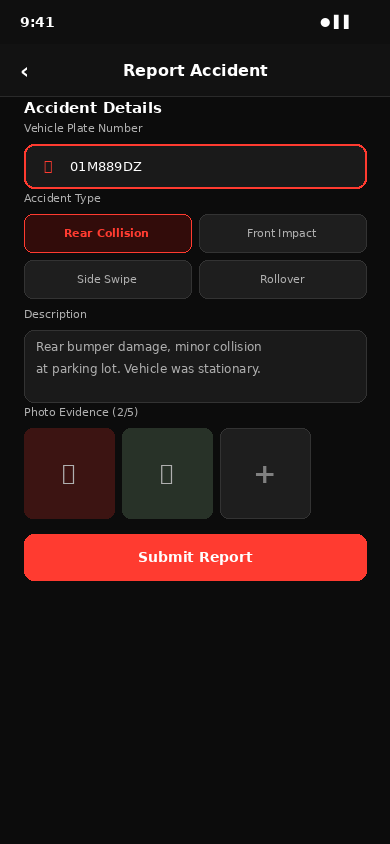 9:41
Report Accident
Accident Details
Vehicle Plate Number
01M889DZ
Accident Type
Rear Collision
Front Impact
Side Swipe
Rollover
Description
Rear bumper damage, minor collision
at parking lot. Vehicle was stationary.
Photo Evidence (2/5)
+
Submit Report